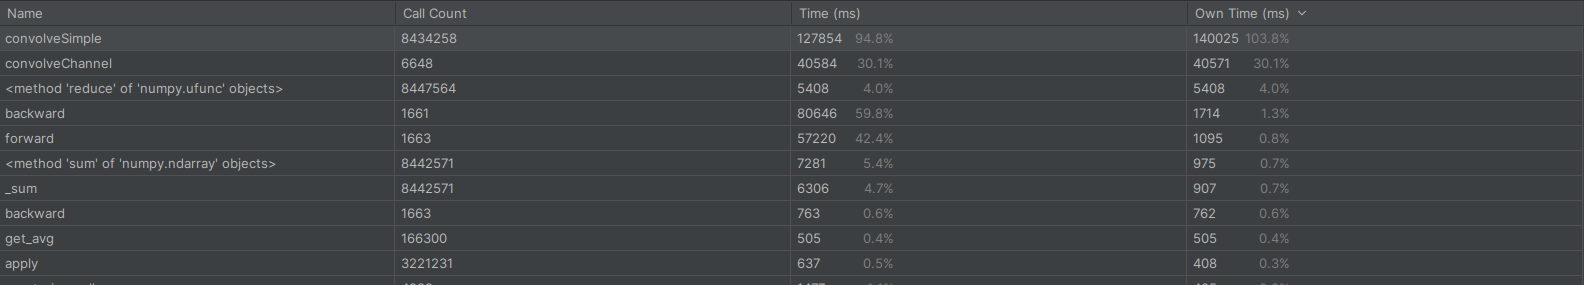 Name Call Count Time (ms) Own Time (ms)
convolveSimple 8434258 127854 94.8% 140025 103.8%
convolveChannel 6648 40584 30.1% 40571 30.1%
<method 'reduce' of 'numpy.ufunc' objects> 8447564 5408 4.0% 5408 4.0%
backward 1661 80646 59.8% 1714 1.3%
forward 1663 57220 42.4% 1095 0.8%
<method 'sum' of 'numpy.ndarray' objects> 8442571 7281 5.4% 975 0.7%
_sum 8442571 6306 4.7% 907 0.7%
backward 1663 763 0.6% 762 0.6%
get_avg 166300 505 0.4% 505 0.4%
apply 3221231 637 0.5% 408 0.3%